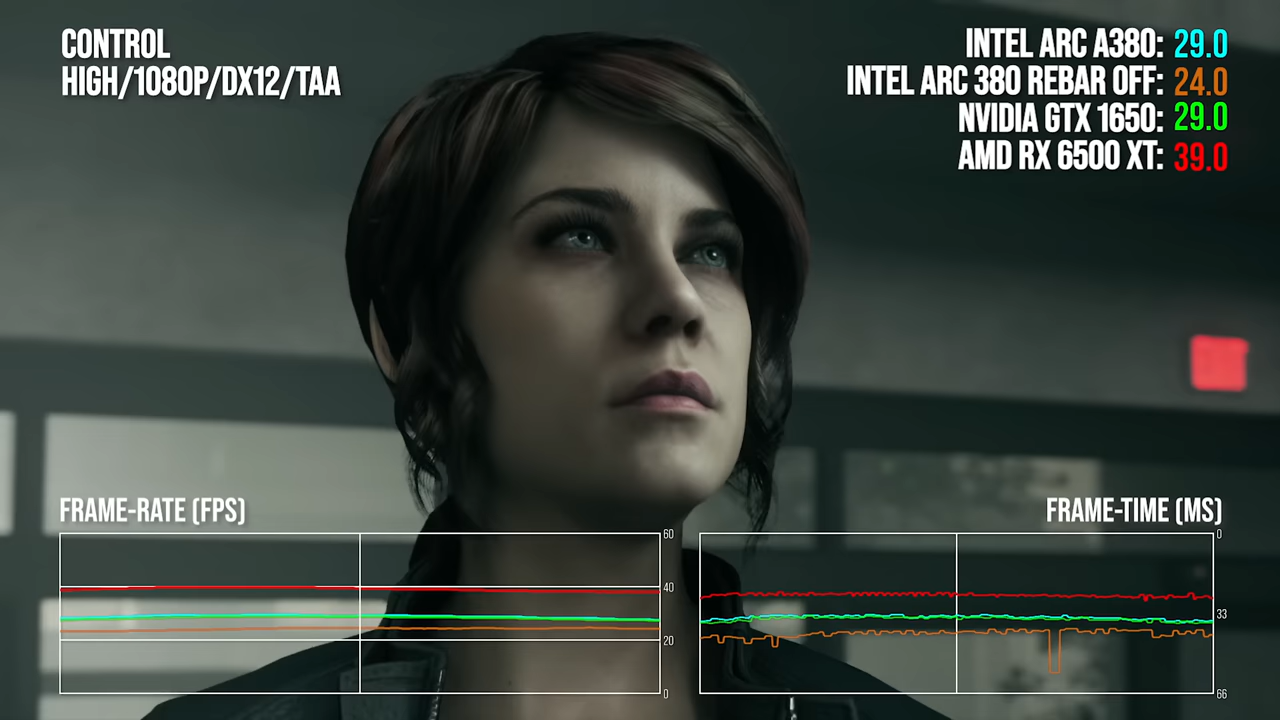 CONTROL
HIGH/1080P/DX12/TAA
INTEL ARC A380: 29.0
INTEL ARC 380 REBAR OFF: 24.0
NVIDIA GTX 1650: 29.0
AMD RX 6500 XT: 39.0
FRAME-RATE (FPS)
60
40
20
0
FRAME-TIME (MS)
0
33
66